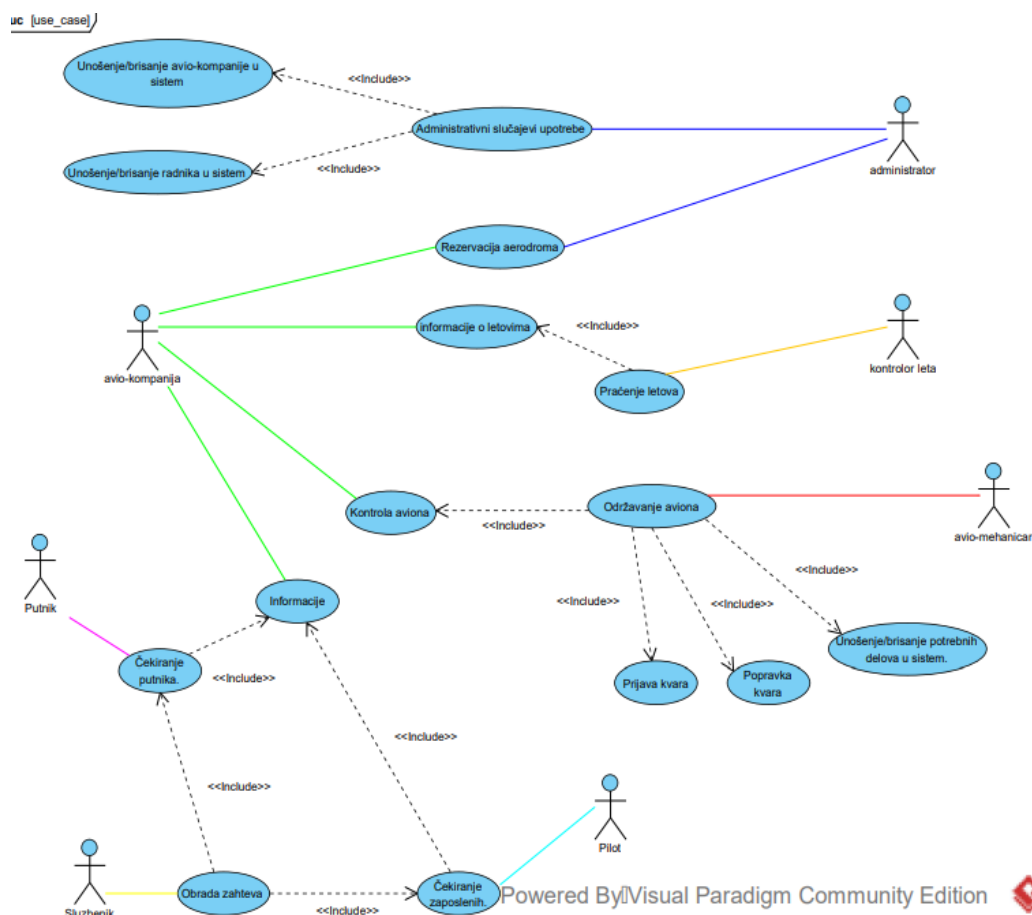 uc [use_case]
Unošenje/brisanje avio-kompanije u
sistem
<<Include>>
Administrativni slučajevi upotrebe
administrator
Unošenje/brisanje radnika u sistem
<<Include>>
Rezervacija aerodroma
avio-kompanija
informacije o letovima
<<Include>>
kontrolor leta
Praćenje letova
Kontrola aviona
<<Include>>
Održavanje aviona
avio-mehanicar
Putnik
Informacije
<<Include>>
<<Include>>
<<Include>>
Unošenje/brisanje potrebnih
delova u sistem.
Čekiranje
putnika.
<<Include>>
Prijava kvara
Popravka
kvara
<<Include>>
<<Include>>
Pilot
Sluzbenik
Obrada zahteva
<<Include>>
Čekiranje
zaposlenih.
Powered By Visual Paradigm Community Edition